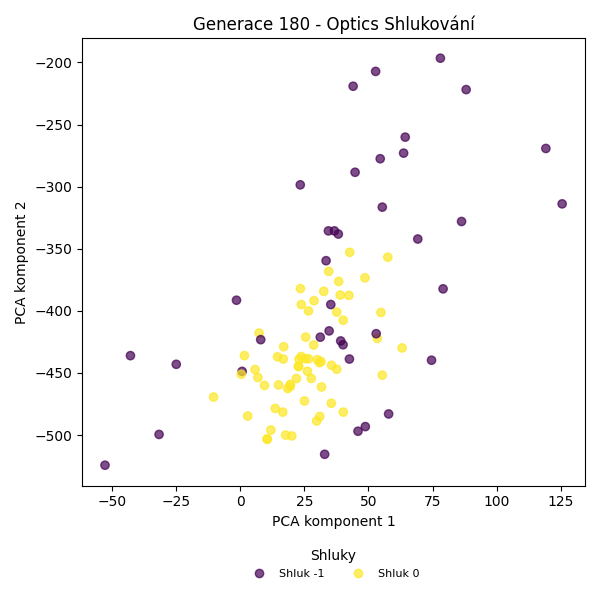 Generace 180 - Optics Shlukování
PCA komponent 2
−200
−250
−300
−350
−400
−450
−500
−50
−25
0
25
50
75
100
125
PCA komponent 1
Shluky
Shluk -1
Shluk 0